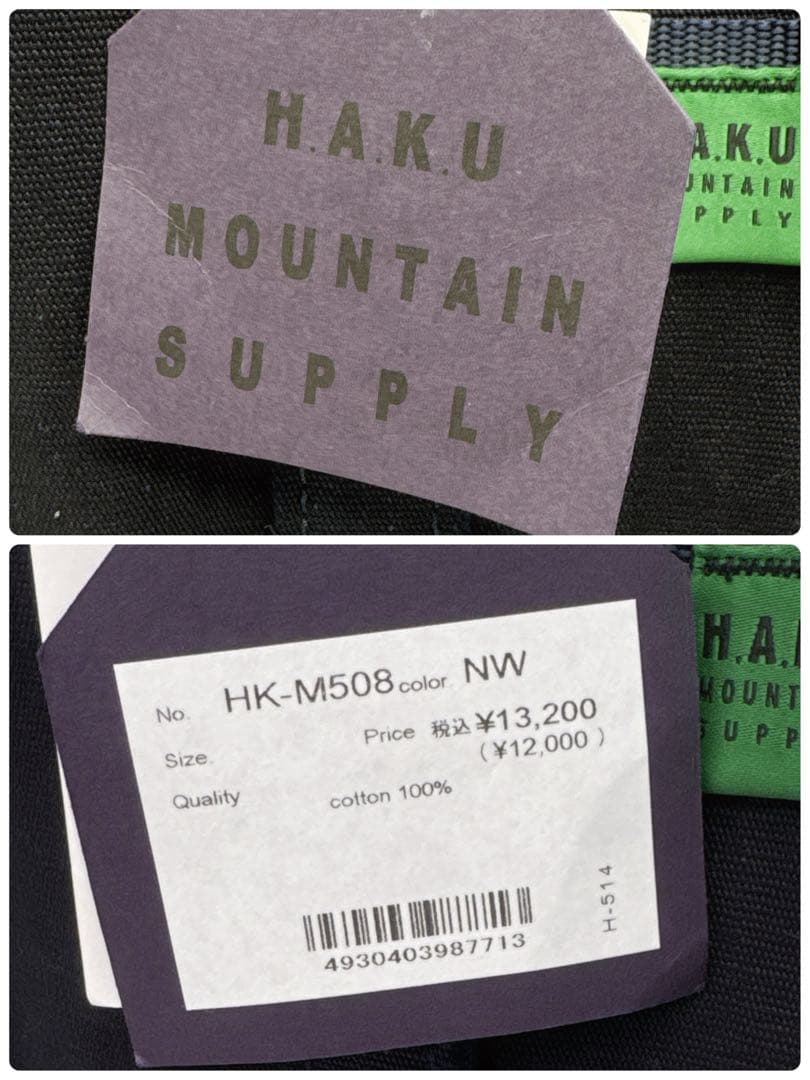 H.A.K.U
MOUNTAIN
SUPPLY
A.K.U
UNTAIN
PPLY
No. HK-M508 color NW
Size. Price 税込¥13,200
(¥12,000)
Quality cotton 100%
4930403987713
H-514
H.A.
MOUNT
SUPP